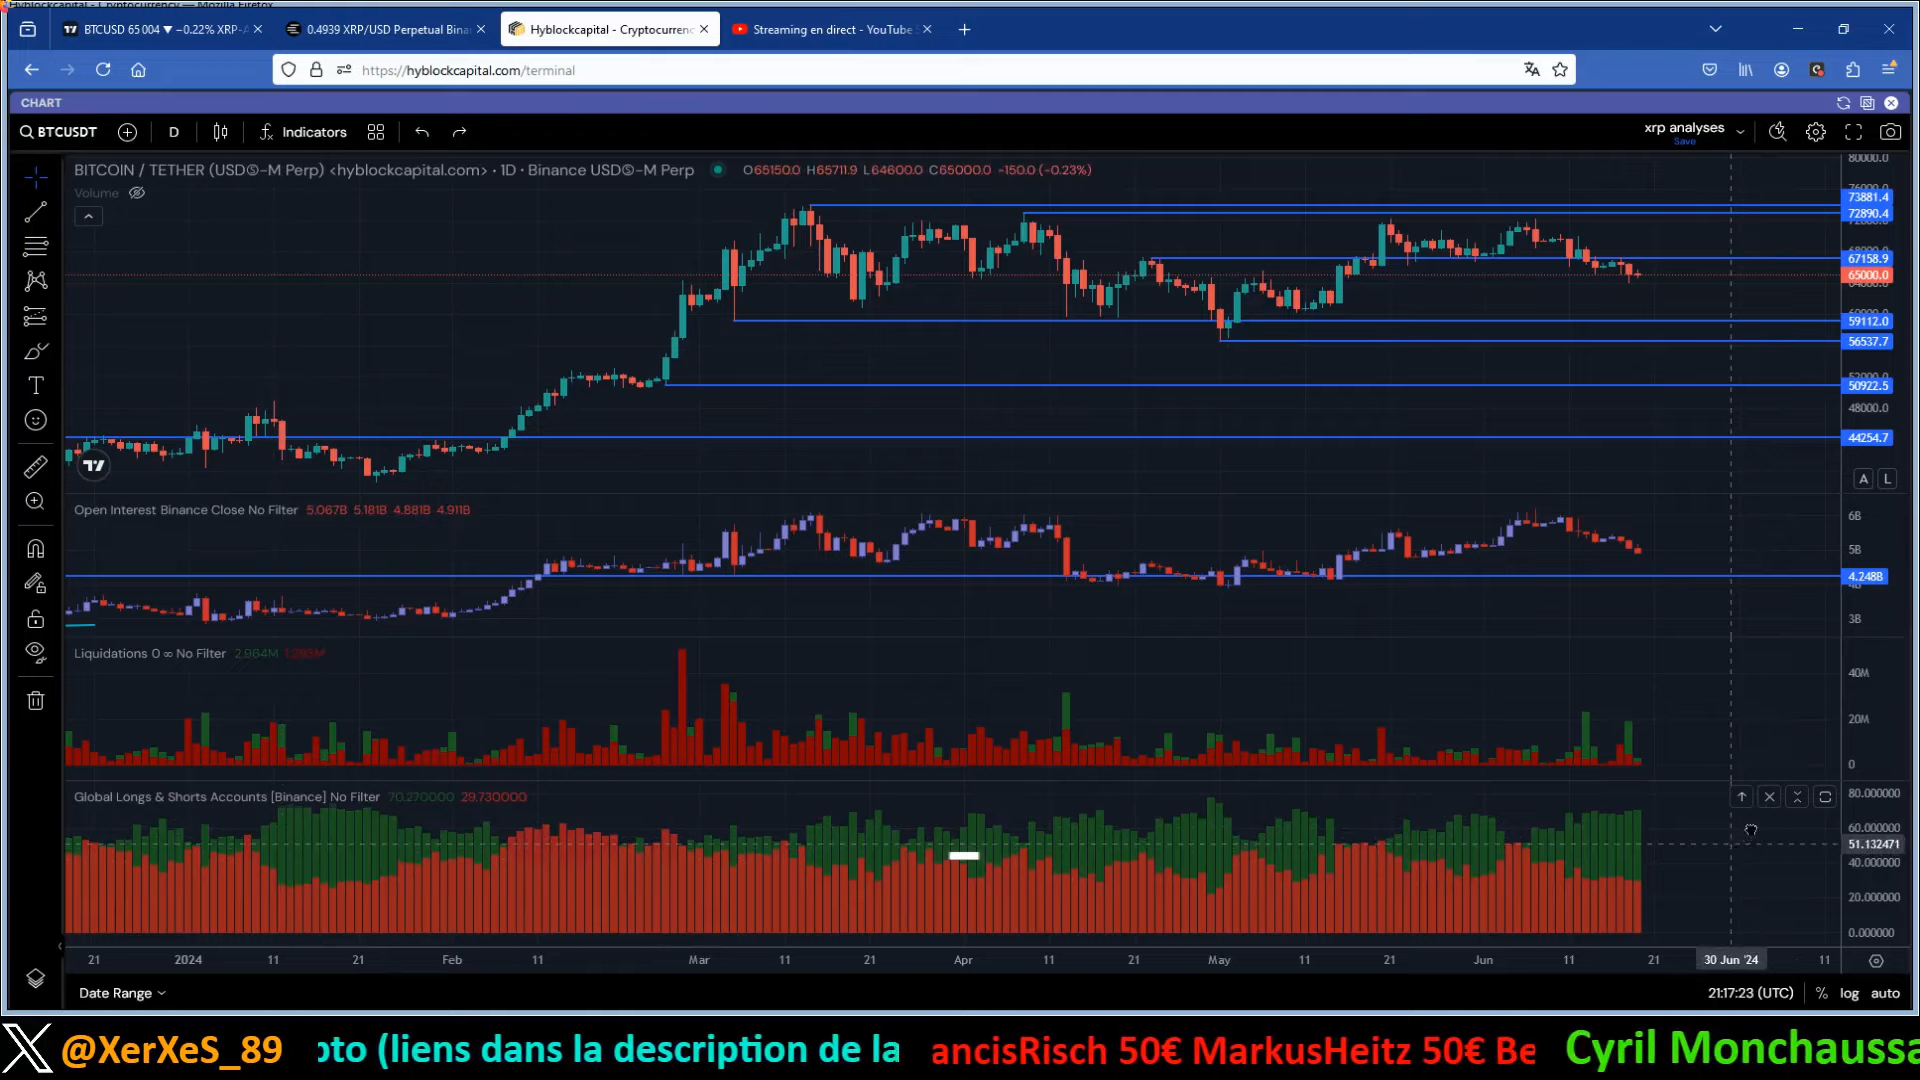 BTCUSD 65 004 ▼ −0.22% XRP-
0.4939 XRP/USD Perpetual Bina
Hyblockcapital - Cryptocurrenc
Streaming en direct - YouTube
https://hyblockcapital.com/terminal
CHART
BTCUSDT
D
Indicators
xrp analyses
Save
BITCOIN / TETHER (USDⓈ-M Perp) <hyblockcapital.com> · 1D · Binance USDⓈ-M Perp
O65150.0 H65711.9 L64600.0 C65000.0 −150.0 (−0.23%)
Volume
80000.0
73881.4
72890.4
67158.9
65000.0
59112.0
56537.7
50922.5
48000.0
44254.7
A L
Open Interest Binance Close No Filter 5.067B 5.181B 4.881B 4.911B
6B
5B
4.248B
3B
Liquidations 0 ∞ No Filter 2.964M
40M
20M
0
Global Longs & Shorts Accounts [Binance] No Filter 70.270000 29.730000
80.000000
60.000000
51.132471
40.000000
20.000000
0.000000
21 2024 11 21 Feb 11 Mar 11 21 Apr 11 21 May 11 21 Jun 11 21 30 Jun '24 11
Date Range
21:17:23 (UTC) % log auto
@XerXeS_89 oto (liens dans la description de la ancisRisch 50€ MarkusHeitz 50€ Be Cyril Monchaussa